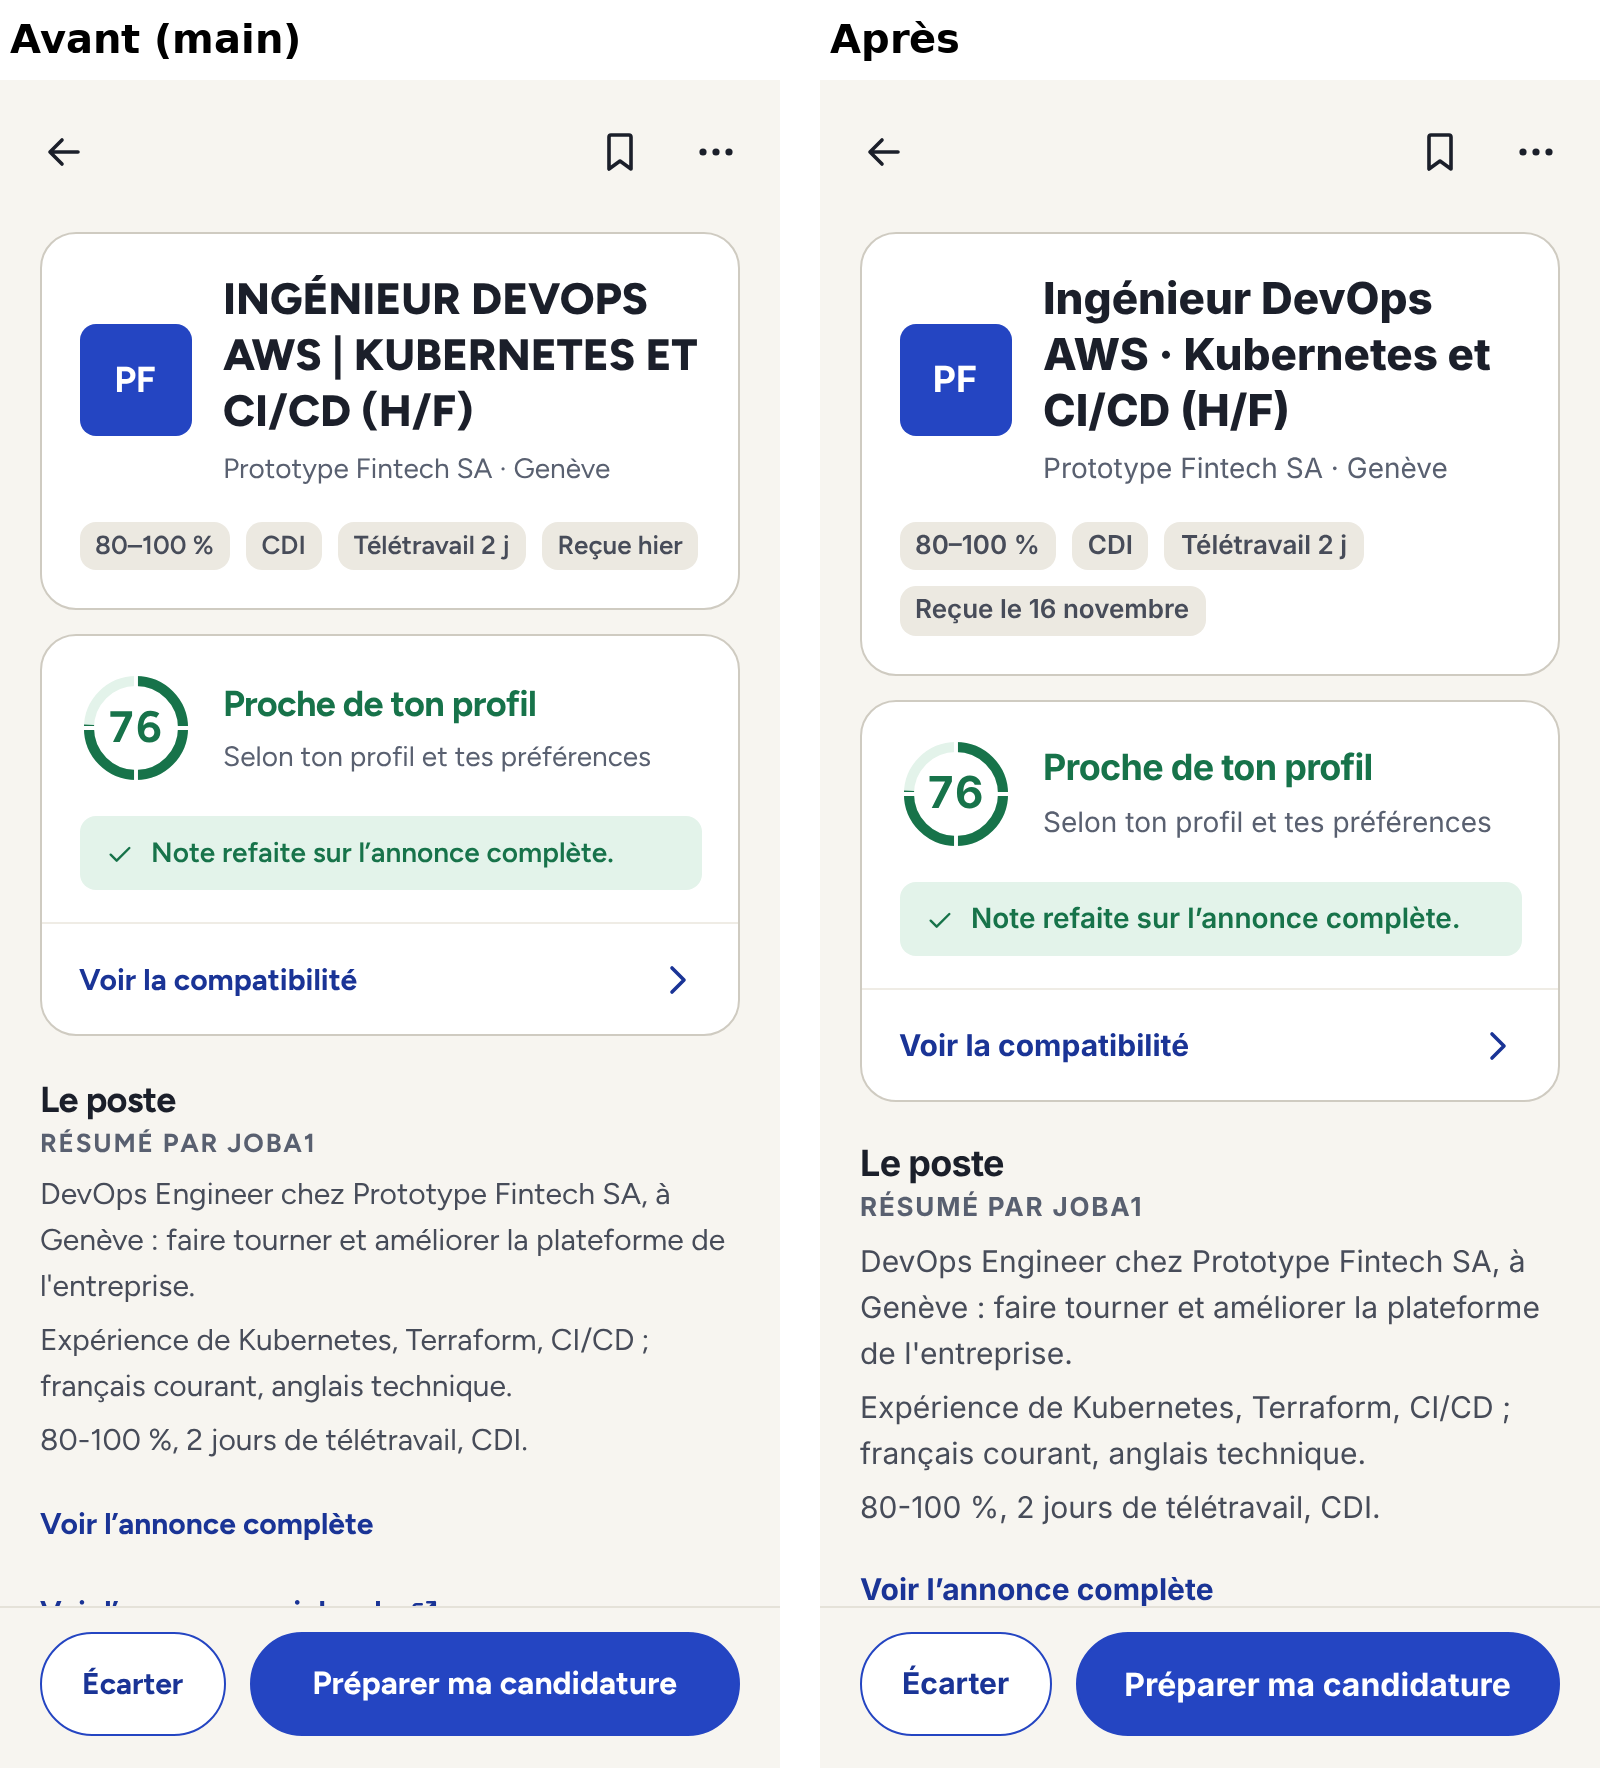 Avant (main)
INGÉNIEUR DEVOPS
AWS | KUBERNETES ET
CI/CD (H/F)
PF
Prototype Fintech SA · Genève
80–100 %
CDI
Télétravail 2 j
Reçue hier
76
Proche de ton profil
Selon ton profil et tes préférences
Note refaite sur l’annonce complète.
Voir la compatibilité
Le poste
RÉSUMÉ PAR JOBA1
DevOps Engineer chez Prototype Fintech SA, à
Genève : faire tourner et améliorer la plateforme de
l'entreprise.
Expérience de Kubernetes, Terraform, CI/CD ;
français courant, anglais technique.
80-100 %, 2 jours de télétravail, CDI.
Voir l’annonce complète
Écarter
Préparer ma candidature
Après
Ingénieur DevOps
AWS · Kubernetes et
CI/CD (H/F)
PF
Prototype Fintech SA · Genève
80–100 %
CDI
Télétravail 2 j
Reçue le 16 novembre
76
Proche de ton profil
Selon ton profil et tes préférences
Note refaite sur l’annonce complète.
Voir la compatibilité
Le poste
RÉSUMÉ PAR JOBA1
DevOps Engineer chez Prototype Fintech SA, à
Genève : faire tourner et améliorer la plateforme
de l'entreprise.
Expérience de Kubernetes, Terraform, CI/CD ;
français courant, anglais technique.
80-100 %, 2 jours de télétravail, CDI.
Voir l’annonce complète
Écarter
Préparer ma candidature